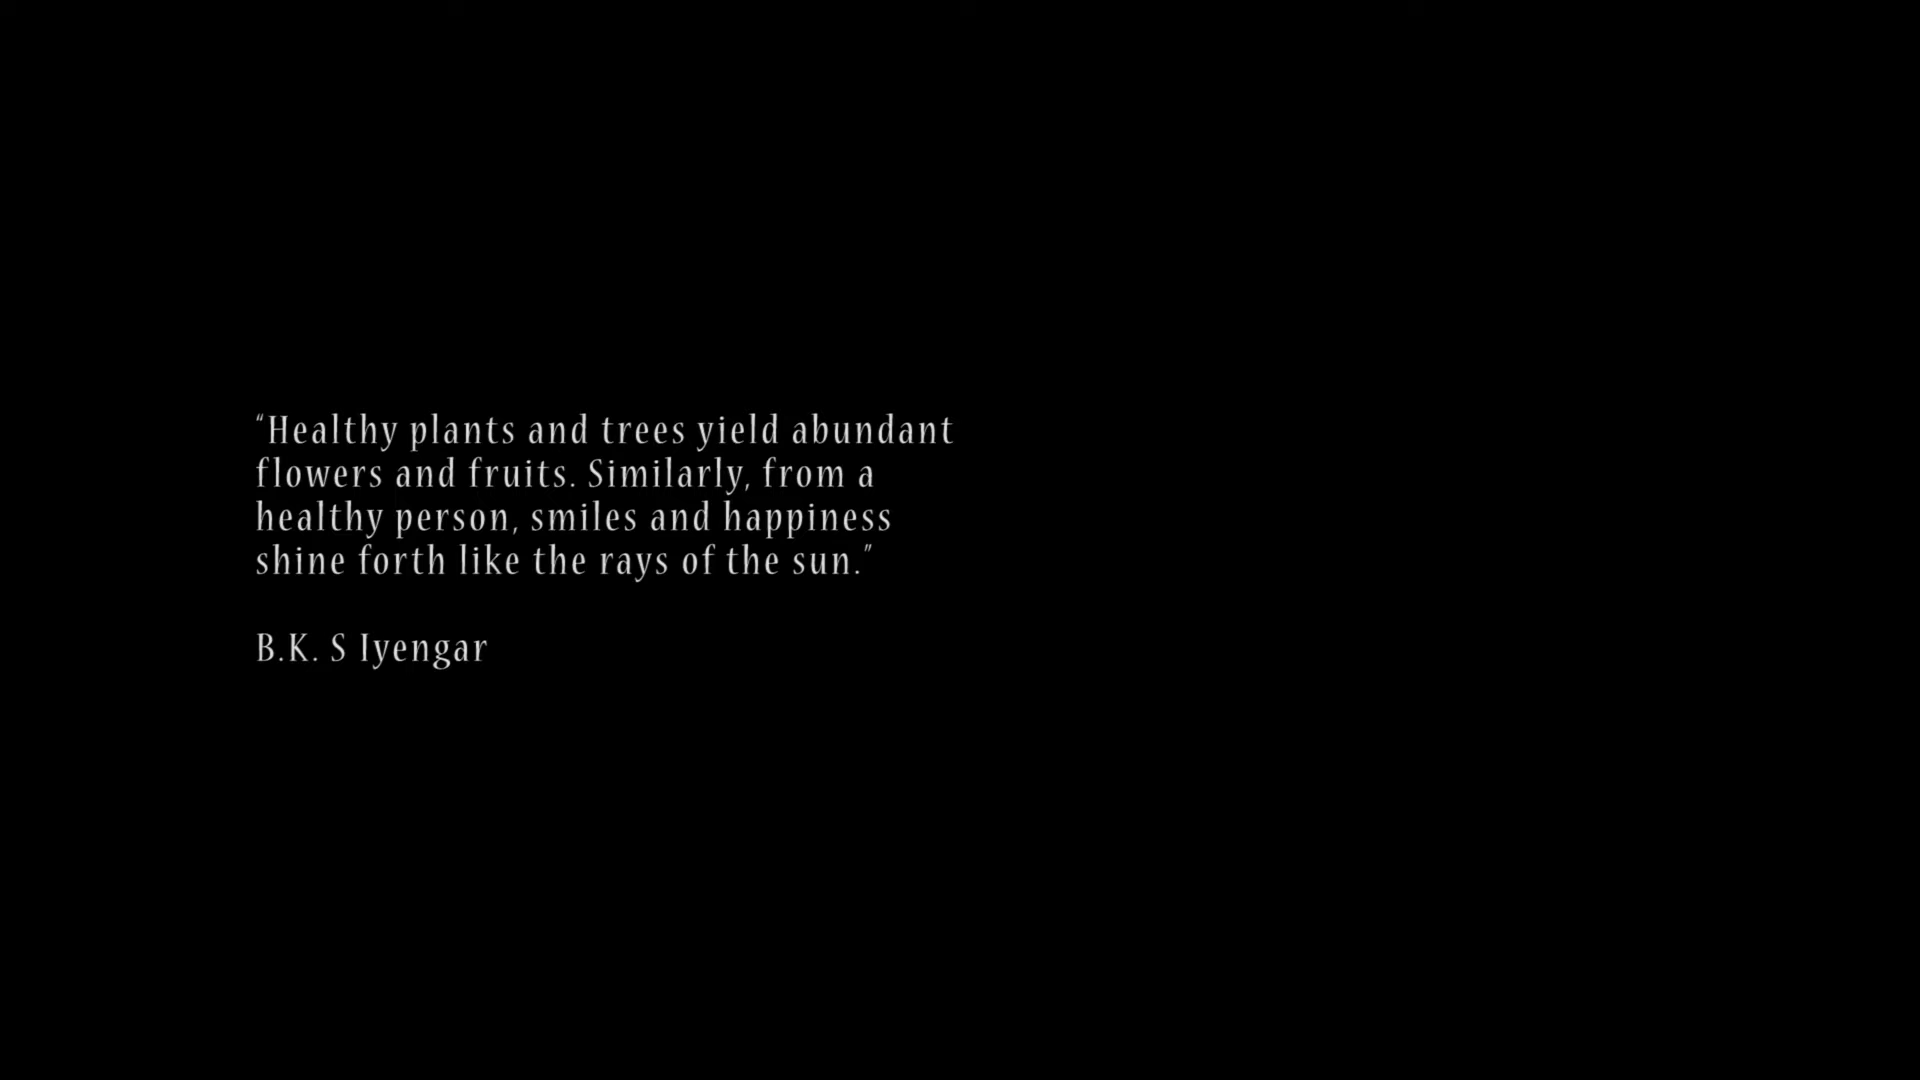 “Healthy plants and trees yield abundant
flowers and fruits. Similarly, from a
healthy person, smiles and happiness
shine forth like the rays of the sun.”
B.K. S Iyengar